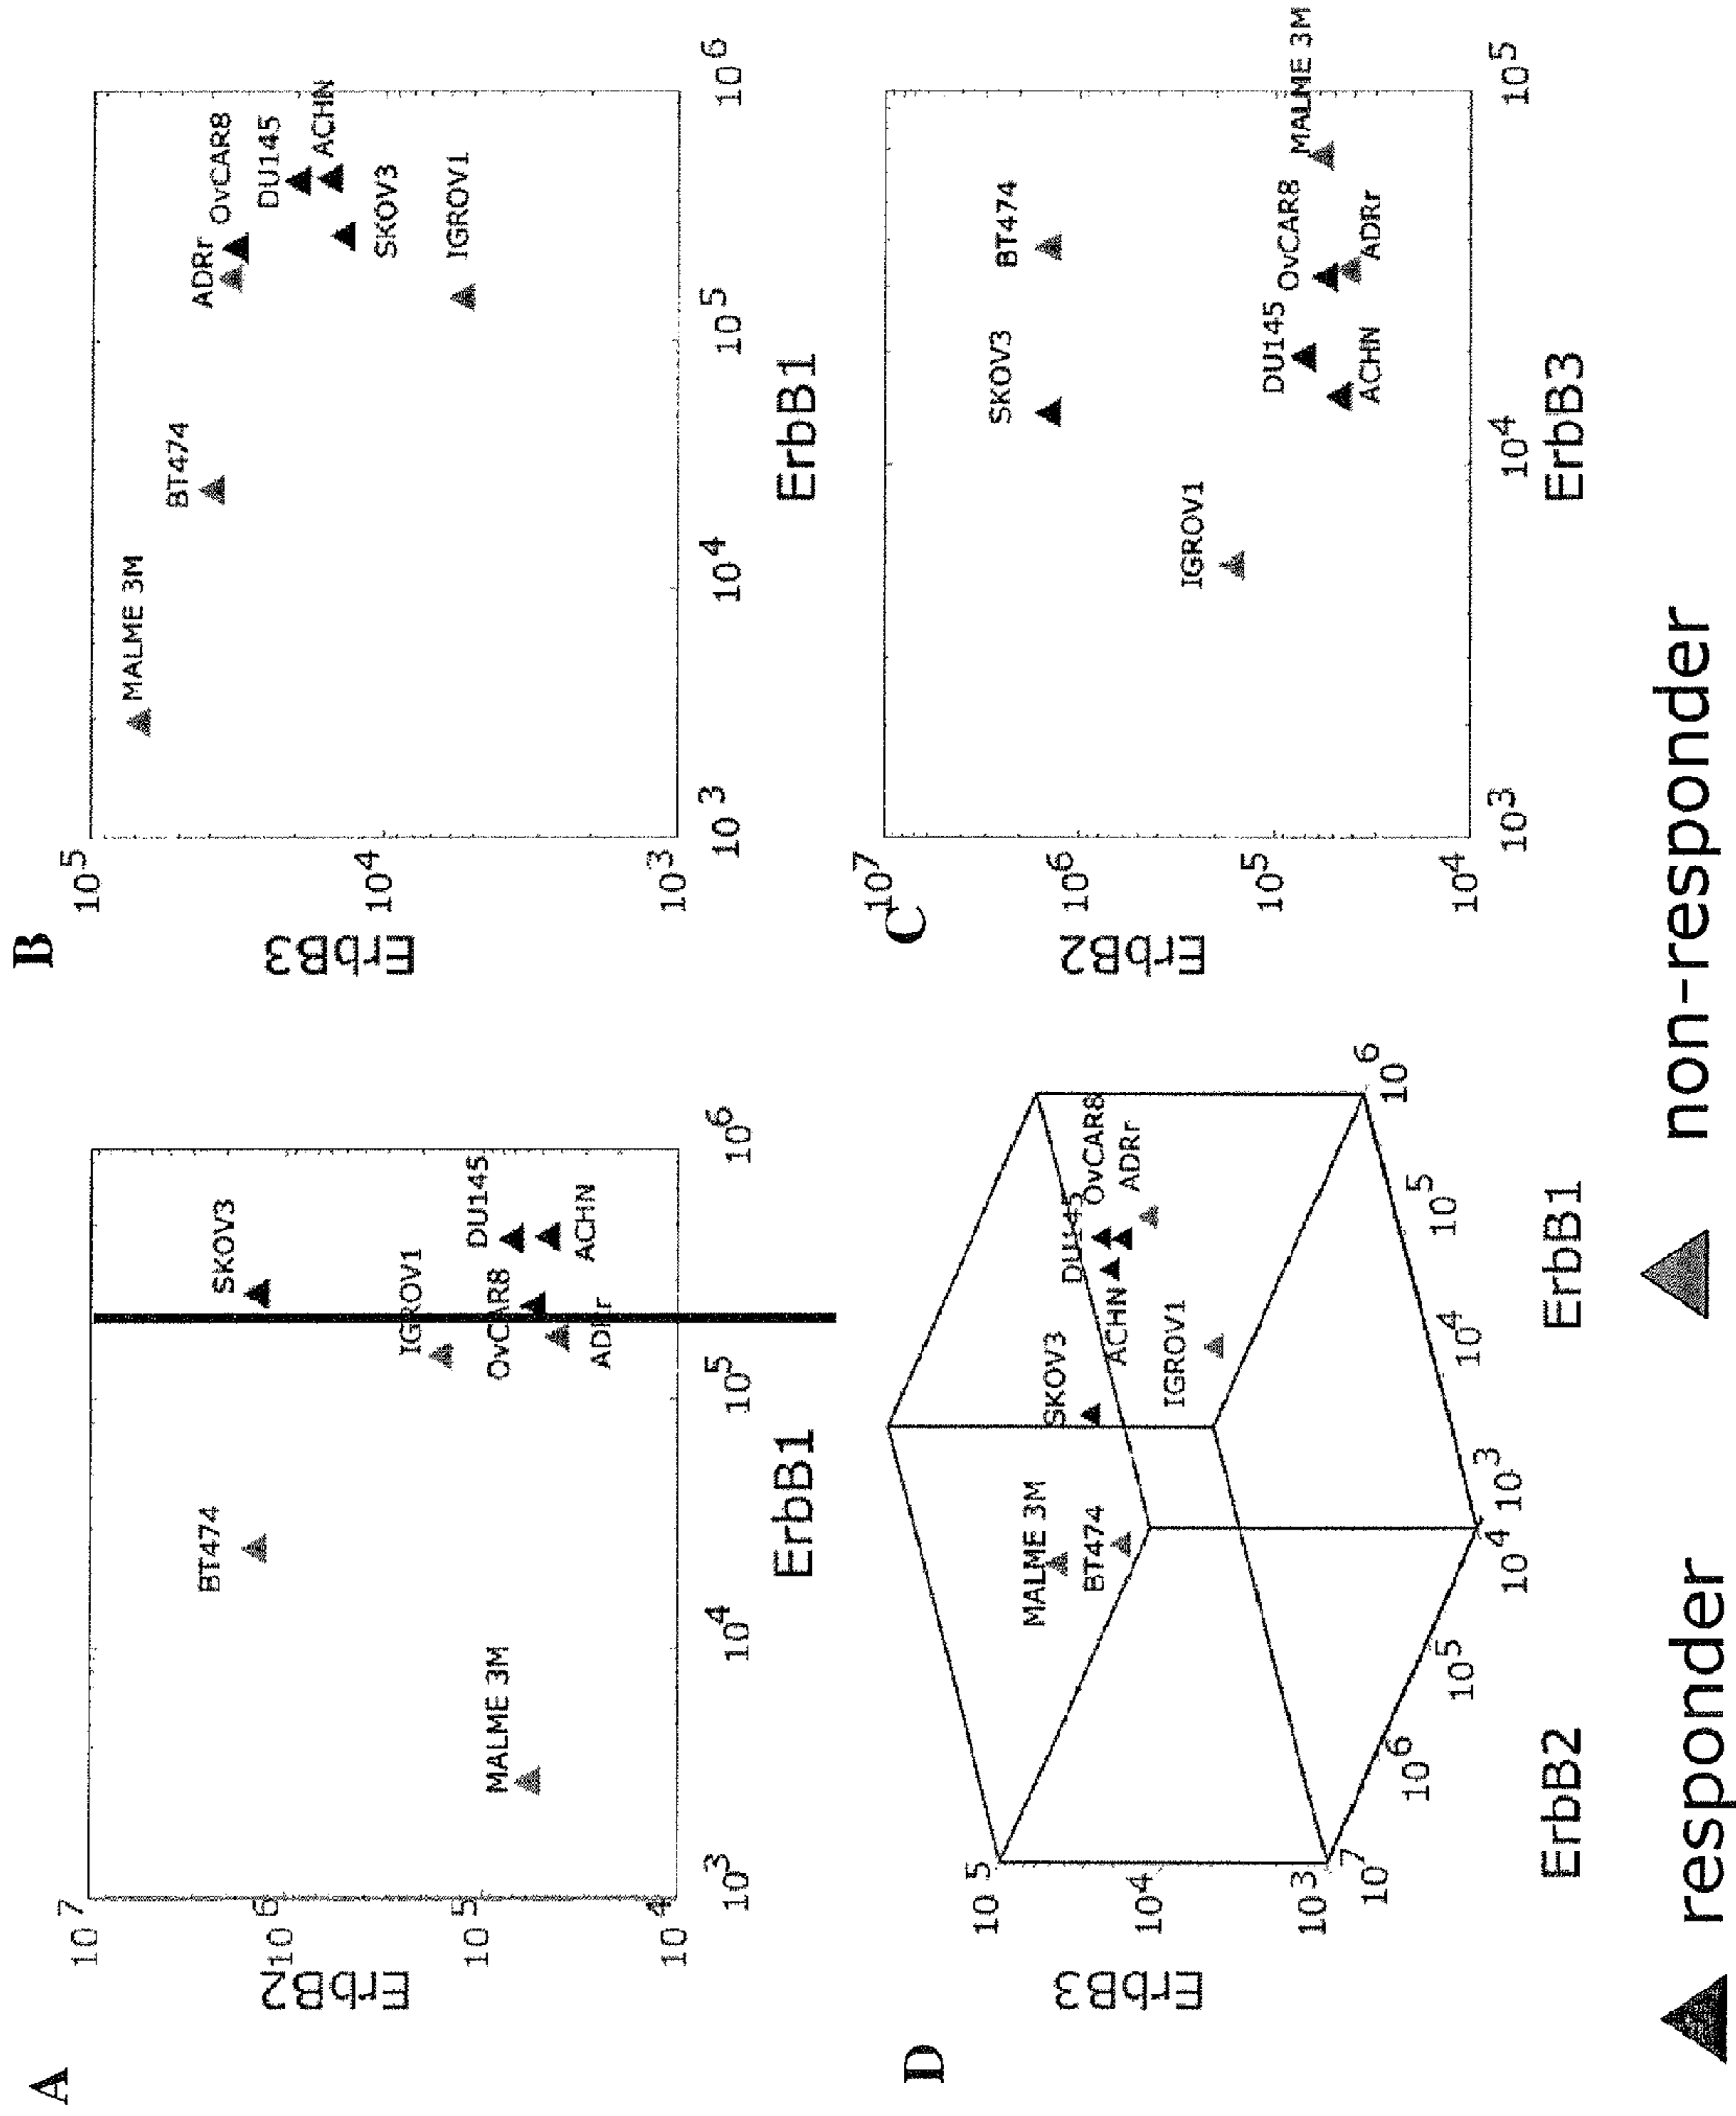 A
10^7
10^6
10^5
10^4
ErbB2
BT474
SKOV3
MALME 3M
IGROV1
OvCAR8
DU145
ADRr
ACHN
10^3
10^4
10^5
10^6
ErbB1
B
10^5
10^4
10^3
ErbB3
MALME 3M
BT474
ADRr
OvCAR8
DU145
ACHN
SKOV3
IGROV1
10^3
10^4
10^5
10^6
ErbB1
D
10^5
10^4
10^3
ErbB3
MALME 3M
BT474
SKOV3
ACHN
DU145
OvCAR8
ADRr
IGROV1
10^7
10^6
10^5
10^4
ErbB2
10^3
10^4
10^5
10^6
ErbB1
C
10^7
10^6
10^5
10^4
ErbB2
SKOV3
BT474
IGROV1
DU145
OvCAR8
MALME 3M
ACHN
ADRr
10^3
10^4
10^5
ErbB3
responder
non-responder